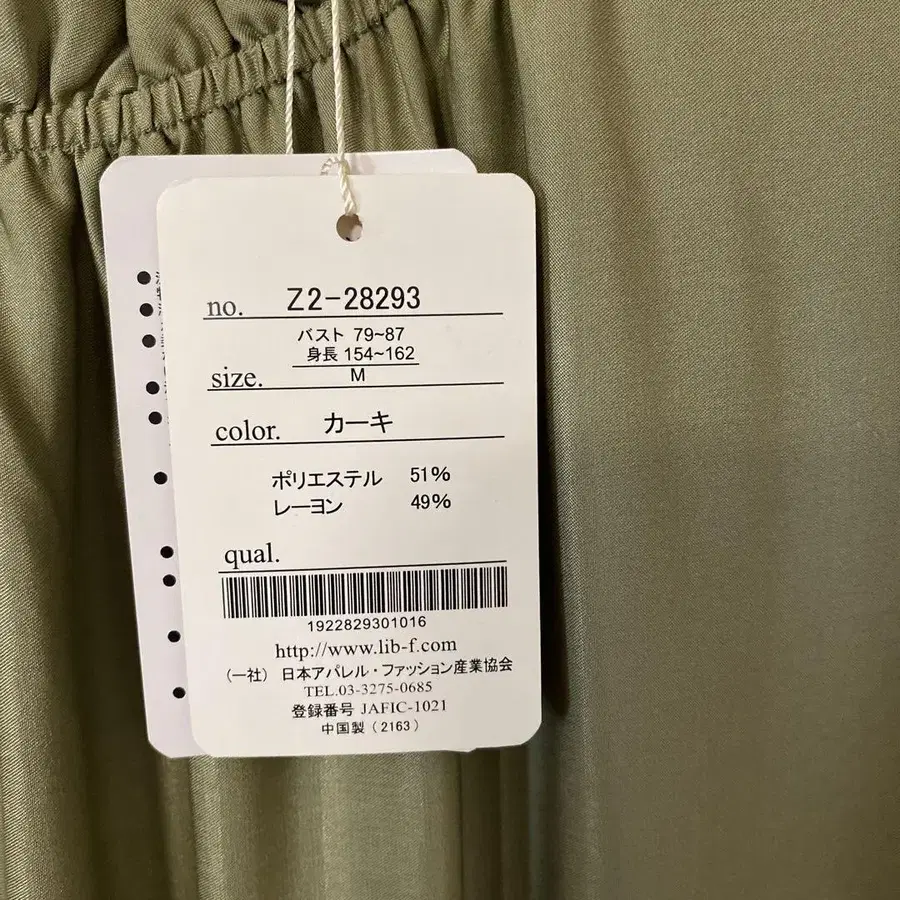 no. Z2-28293
バスト 79~87
身長 154~162
size. M
color. カーキ
ポリエステル 51%
レーヨン 49%
qual.
1922829301016
http://www.lib-f.com
(一社) 日本アパレル・ファッション産業協会
TEL.03-3275-0685
登録番号 JAFIC-1021
中国製(2163)